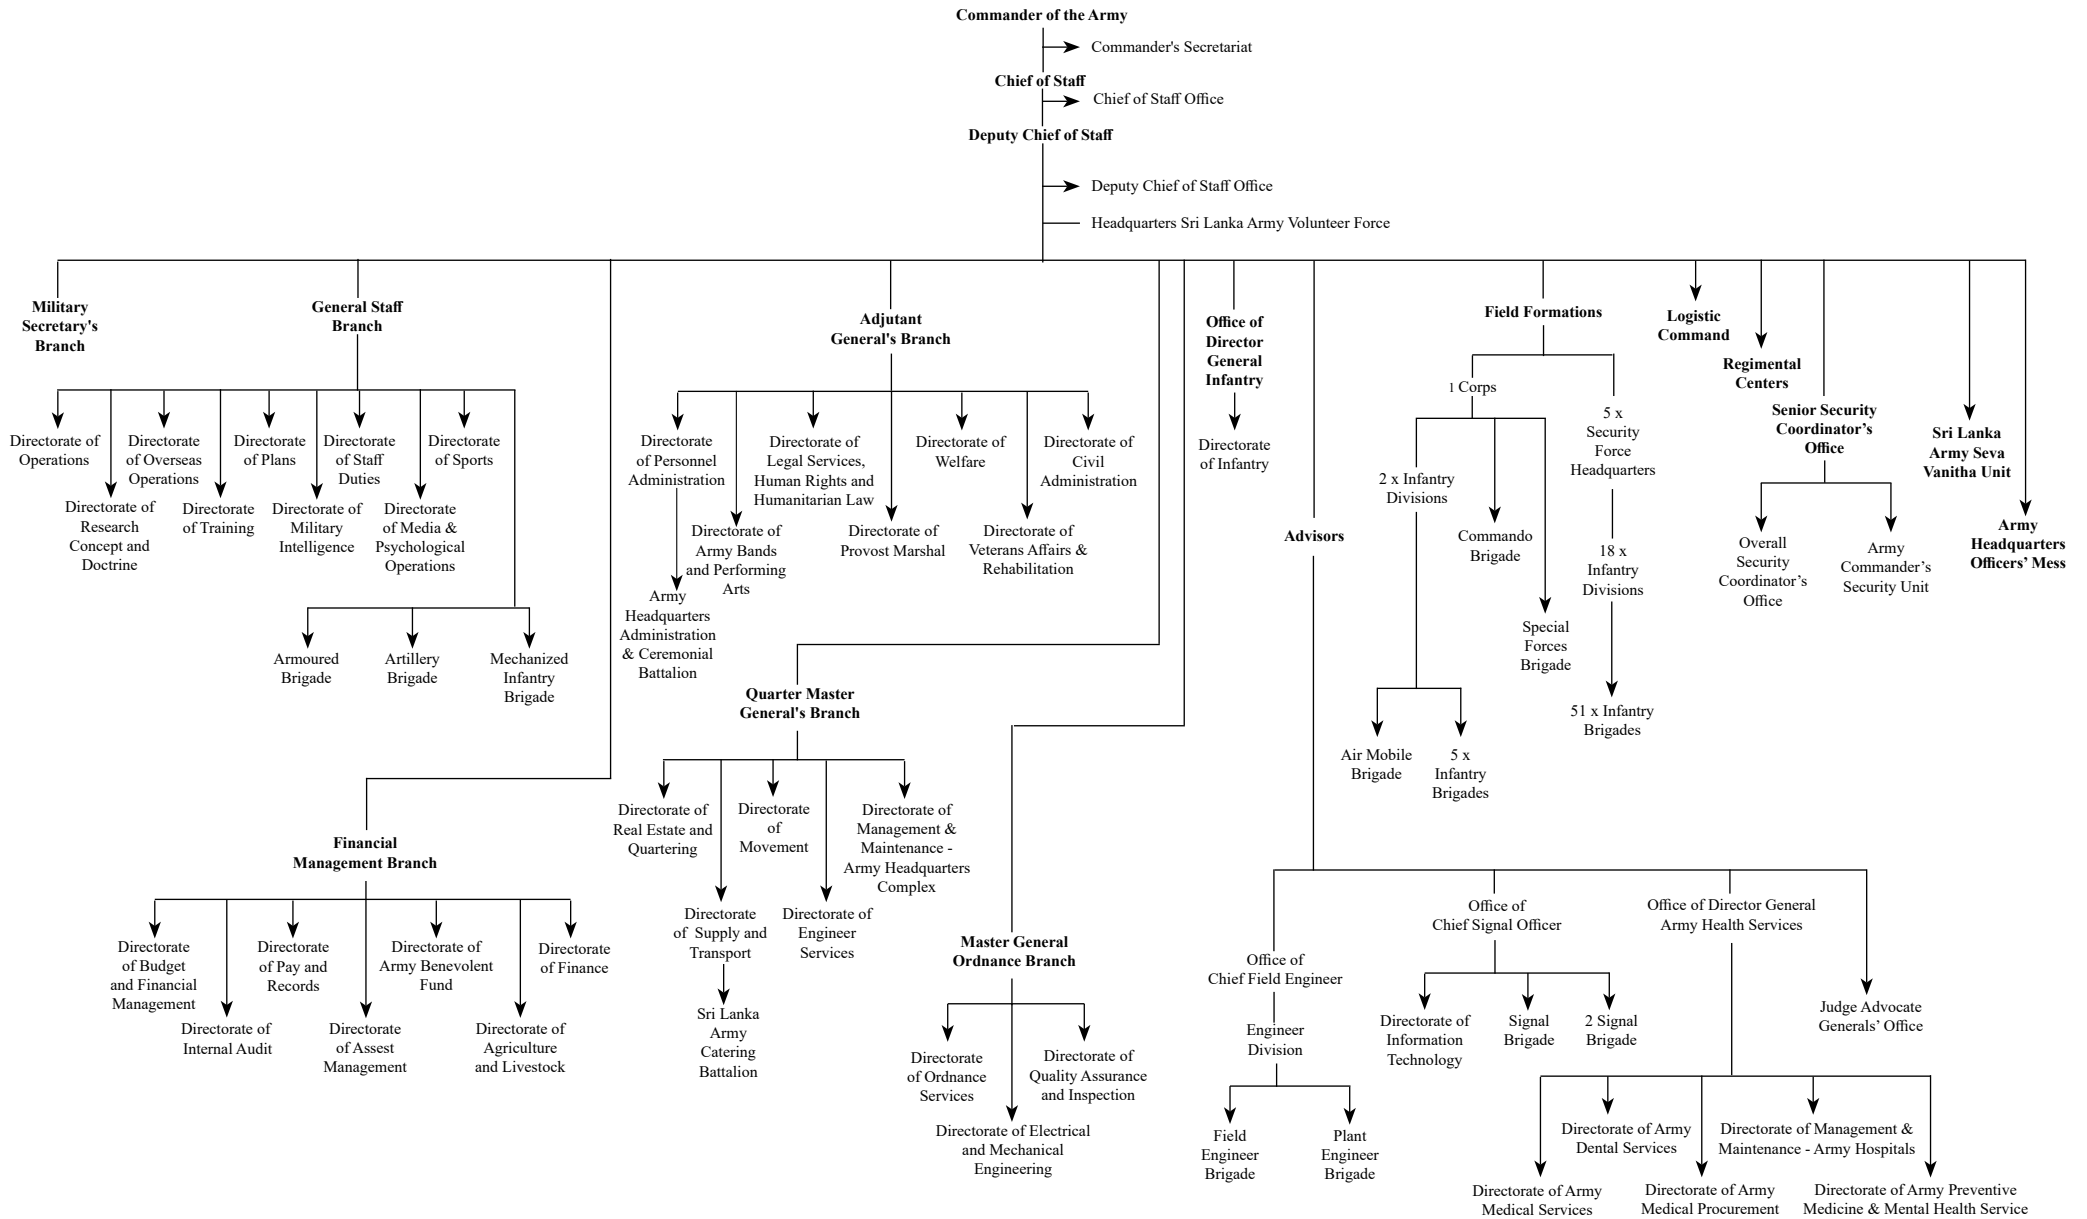 Commander of the Army
Commander's Secretariat
Chief of Staff
Chief of Staff Office
Deputy Chief of Staff
Deputy Chief of Staff Office
Headquarters Sri Lanka Army Volunteer Force
Military
Secretary's
Branch
General Staff
Branch
Directorate of
Operations
Directorate of
Research
Concept and
Doctrine
Directorate
of Overseas
Operations
Directorate
of Training
Directorate
of Plans
Directorate of
Military
Intelligence
Directorate
of Staff
Duties
Directorate
of Media &
Psychological
Operations
Directorate
of Sports
Armoured
Brigade
Artillery
Brigade
Mechanized
Infantry
Brigade
Financial
Management Branch
Directorate
of Budget
and Financial
Management
Directorate of
Internal Audit
Directorate
of Pay and
Records
Directorate
of Assest
Management
Directorate of
Army Benevolent
Fund
Directorate of
Agriculture
and Livestock
Directorate
of Finance
Adjutant
General's Branch
Directorate
of Personnel
Administration
Army
Headquarters
Administration
& Ceremonial
Battalion
Directorate of
Army Bands
and Performing
Arts
Directorate of
Legal Services,
Human Rights and
Humanitarian Law
Directorate of
Provost Marshal
Directorate of
Welfare
Directorate of
Veterans Affairs &
Rehabilitation
Directorate of
Civil
Administration
Quarter Master
General's Branch
Directorate of
Real Estate and
Quartering
Directorate
of Supply and
Transport
Sri Lanka
Army
Catering
Battalion
Directorate
of
Movement
Directorate of
Engineer
Services
Directorate of
Management &
Maintenance -
Army Headquarters
Complex
Master General
Ordnance Branch
Directorate
of Ordnance
Services
Directorate of Electrical
and Mechanical
Engineering
Directorate of
Quality Assurance
and Inspection
Office of
Director
General
Infantry
Directorate
of Infantry
Advisors
Office of
Chief Field Engineer
Engineer
Division
Field
Engineer
Brigade
Plant
Engineer
Brigade
Office of
Chief Signal Officer
Directorate of
Information
Technology
Signal
Brigade
2 Signal
Brigade
Office of Director General
Army Health Services
Directorate of Army
Medical Services
Directorate of Army
Dental Services
Directorate of Army
Medical Procurement
Directorate of Management &
Maintenance - Army Hospitals
Directorate of Army Preventive
Medicine & Mental Health Service
Judge Advocate
Generals’ Office
Field Formations
1 Corps
2 x Infantry
Divisions
Air Mobile
Brigade
5 x
Infantry
Brigades
Commando
Brigade
Special
Forces
Brigade
5 x
Security
Force
Headquarters
18 x
Infantry
Divisions
51 x Infantry
Brigades
Logistic
Command
Regimental
Centers
Senior Security
Coordinator’s
Office
Overall
Security
Coordinator’s
Office
Army
Commander’s
Security Unit
Sri Lanka
Army Seva
Vanitha Unit
Army
Headquarters
Officers’ Mess